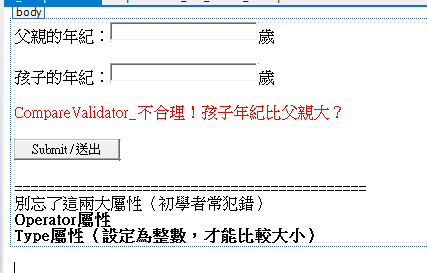 body
父親的年紀：歲
孩子的年紀：歲
CompareValidator_不合理！孩子年紀比父親大？
Submit/送出
========================================
別忘了這兩大屬性（初學者常犯錯）
Operator屬性
Type屬性（設定為整數，才能比較大小）